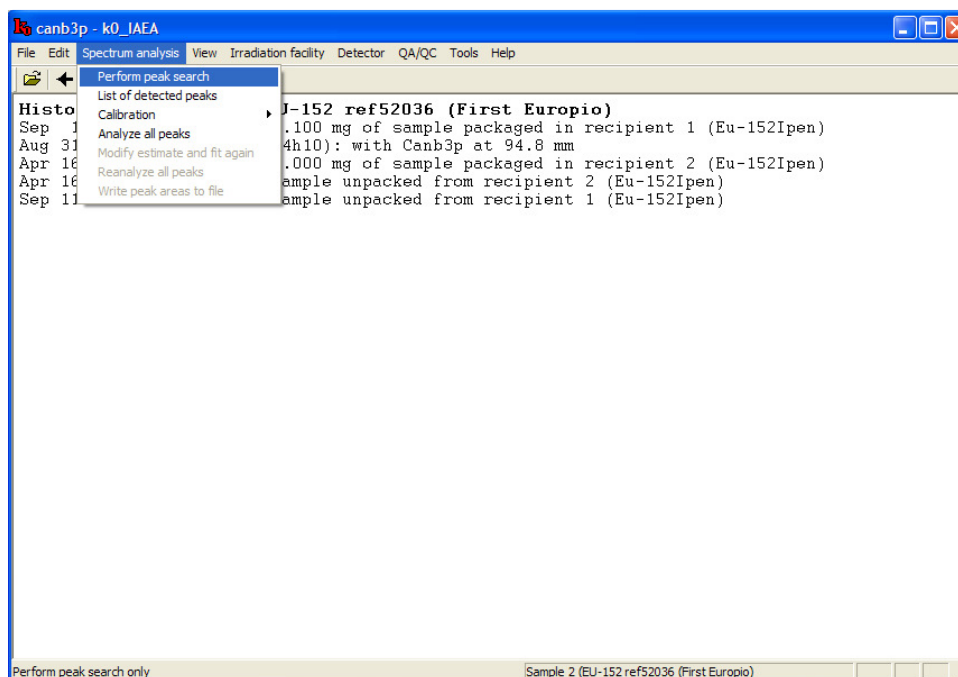 canb3p - k0_IAEA
File Edit Spectrum analysis View Irradiation facility Detector QA/QC Tools Help
Perform peak search
List of detected peaks
Calibration
Analyze all peaks
Modify estimate and fit again
Reanalyze all peaks
Write peak areas to file
Histo J-152 ref52036 (First Europio)
Sep 1 .100 mg of sample packaged in recipient 1 (Eu-152Ipen)
Aug 31 4h10): with Canb3p at 94.8 mm
Apr 16 .000 mg of sample packaged in recipient 2 (Eu-152Ipen)
Apr 16 ample unpacked from recipient 2 (Eu-152Ipen)
Sep 11 ample unpacked from recipient 1 (Eu-152Ipen)
Perform peak search only Sample 2 (EU-152 ref52036 (First Europio)